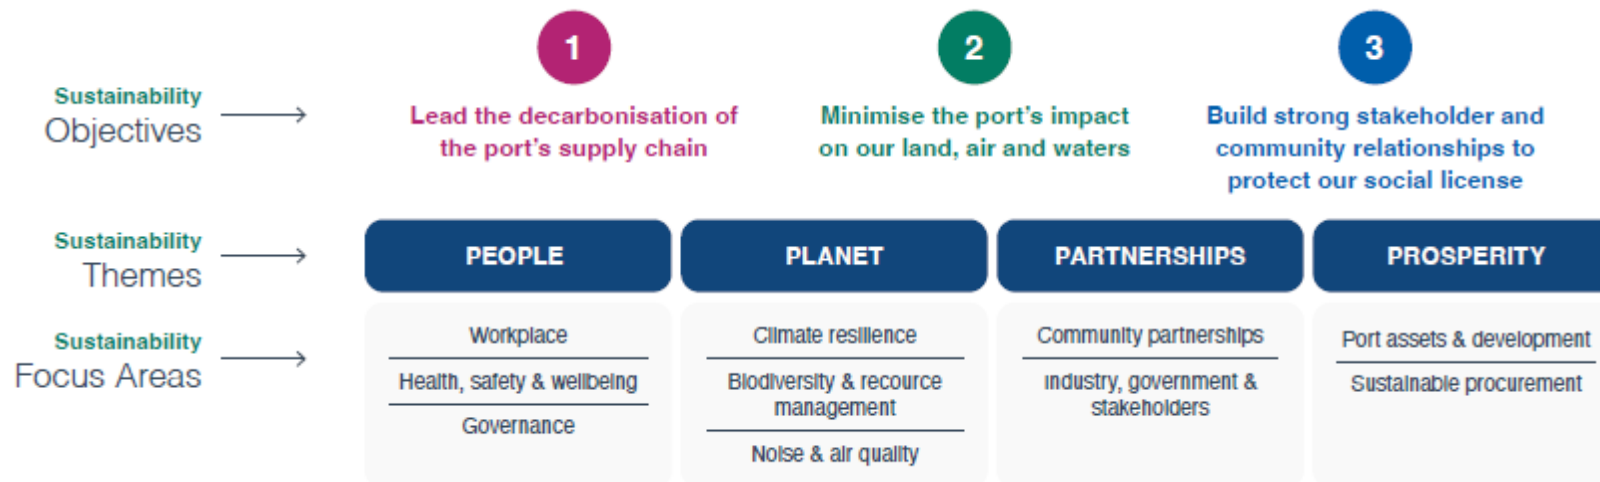 1
2
3
Sustainability
Objectives
Lead the decarbonisation of
the port's supply chain
Minimise the port's impact
on our land, air and waters
Build strong stakeholder and
community relationships to
protect our social license
Sustainability
Themes
PEOPLE
PLANET
PARTNERSHIPS
PROSPERITY
Sustainability
Focus Areas
Workplace
Health, safety & wellbeing
Governance
Climate resilience
Biodiversity & recource
management
Noise & air quality
Community partnerships
Industry, government &
stakeholders
Port assets & development
Sustainable procurement